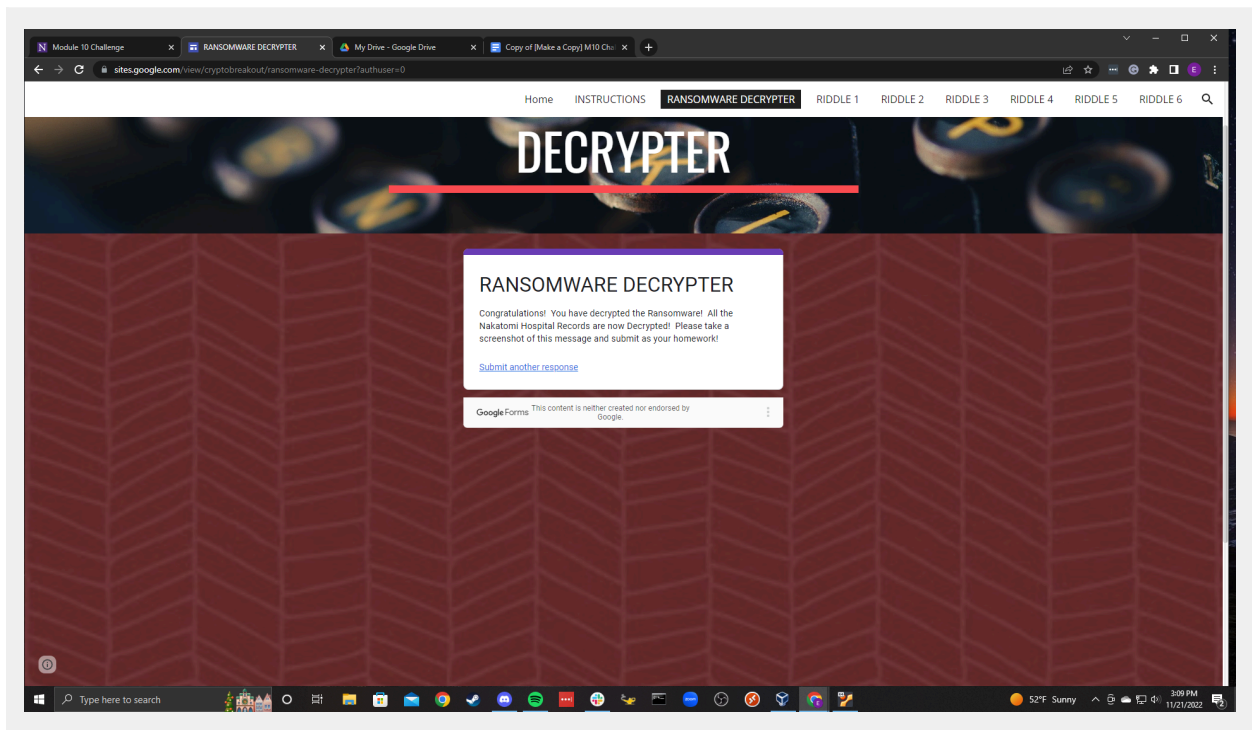 Module 10 Challenge
RANSOMWARE DECRYPTER
My Drive - Google Drive
Copy of [Make a Copy] M10 Chal
sites.google.com/view/cryptobreakout/ransomware-decrypter?authuser=0
E
Home INSTRUCTIONS RANSOMWARE DECRYPTER RIDDLE 1 RIDDLE 2 RIDDLE 3 RIDDLE 4 RIDDLE 5 RIDDLE 6
DECRYPTER
RANSOMWARE DECRYPTER
Congratulations! You have decrypted the Ransomware! All the
Nakatomi Hospital Records are now Decrypted! Please take a
screenshot of this message and submit as your homework!
Submit another response
Google Forms This content is neither created nor endorsed by
Google.
Type here to search
52°F Sunny
3:09 PM
11/21/2022